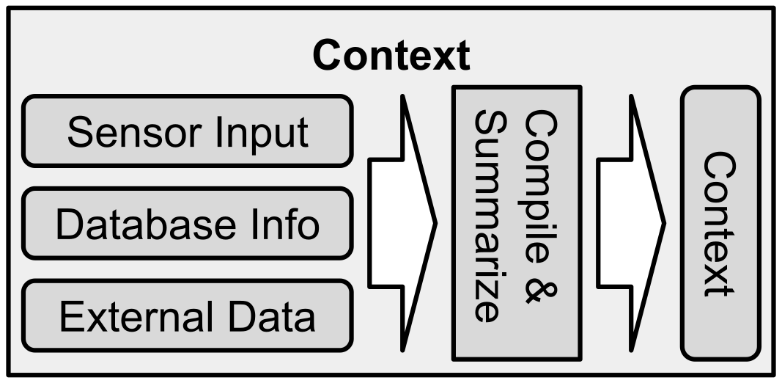 Context
Sensor Input
Database Info
External Data
Compile &
Summarize
Context